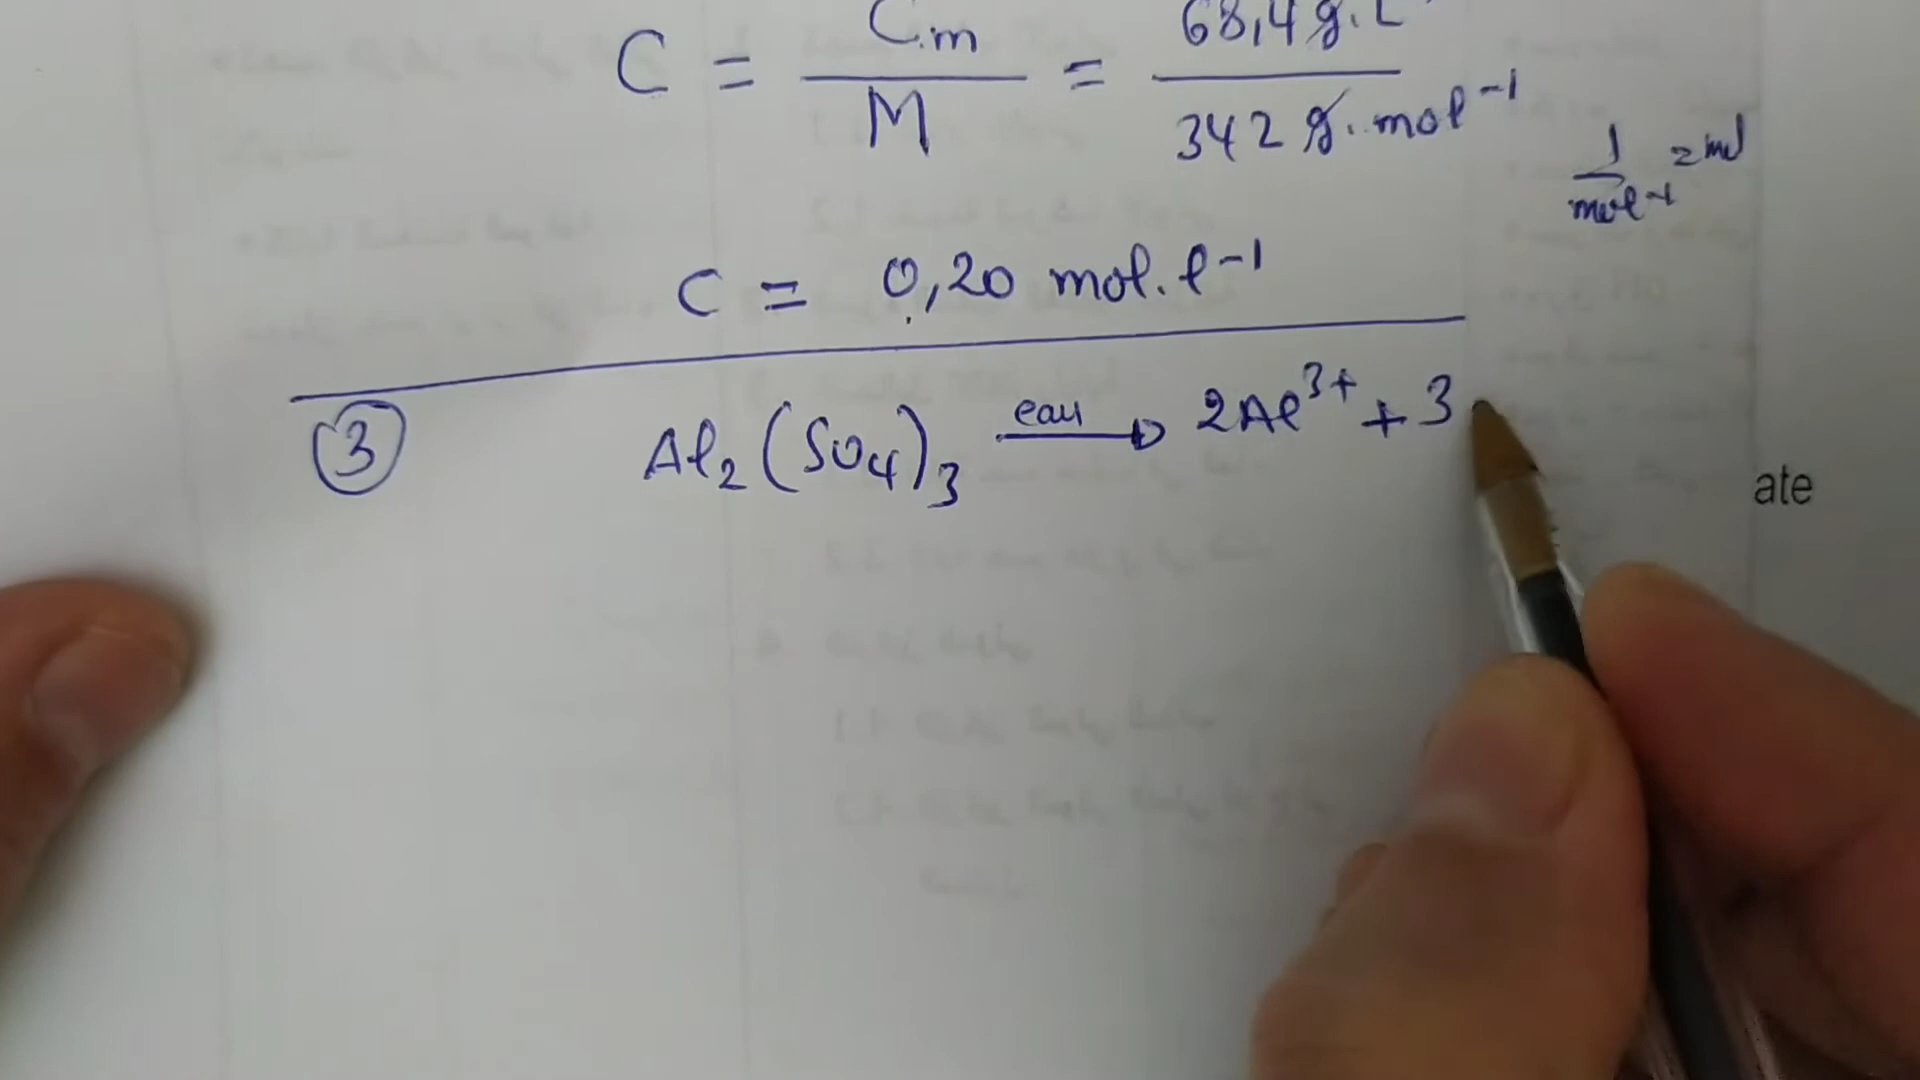 C = Cm / M = 68,4 g.L / 342 g.mol⁻¹
1 / mol⁻¹ = mol
C = 0,20 mol.l⁻¹
③ Al₂(SO₄)₃ eau → 2Al³⁺ + 3
ate